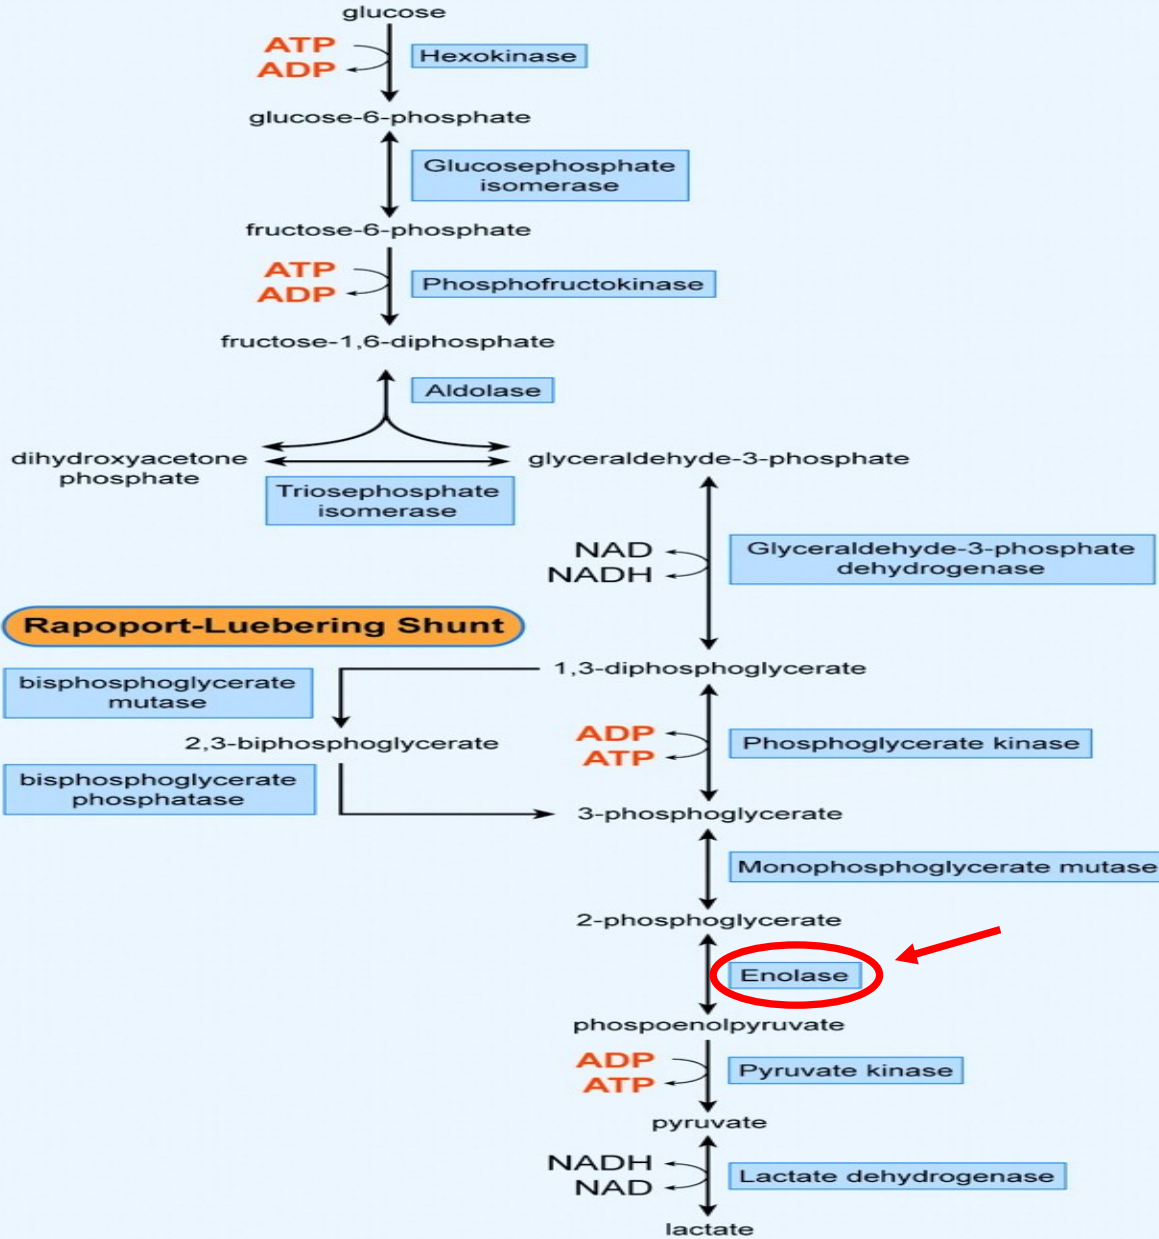 glucose
ATP
ADP
Hexokinase
glucose-6-phosphate
Glucosephosphate
isomerase
fructose-6-phosphate
ATP
ADP
Phosphofructokinase
fructose-1,6-diphosphate
Aldolase
dihydroxyacetone
phosphate
glyceraldehyde-3-phosphate
Triosephosphate
isomerase
NAD
NADH
Glyceraldehyde-3-phosphate
dehydrogenase
Rapoport-Luebering Shunt
1,3-diphosphoglycerate
bisphosphoglycerate
mutase
2,3-biphosphoglycerate
ADP
ATP
Phosphoglycerate kinase
bisphosphoglycerate
phosphatase
3-phosphoglycerate
Monophosphoglycerate mutase
2-phosphoglycerate
Enolase
phospoenolpyruvate
ADP
ATP
Pyruvate kinase
pyruvate
NADH
NAD
Lactate dehydrogenase
lactate